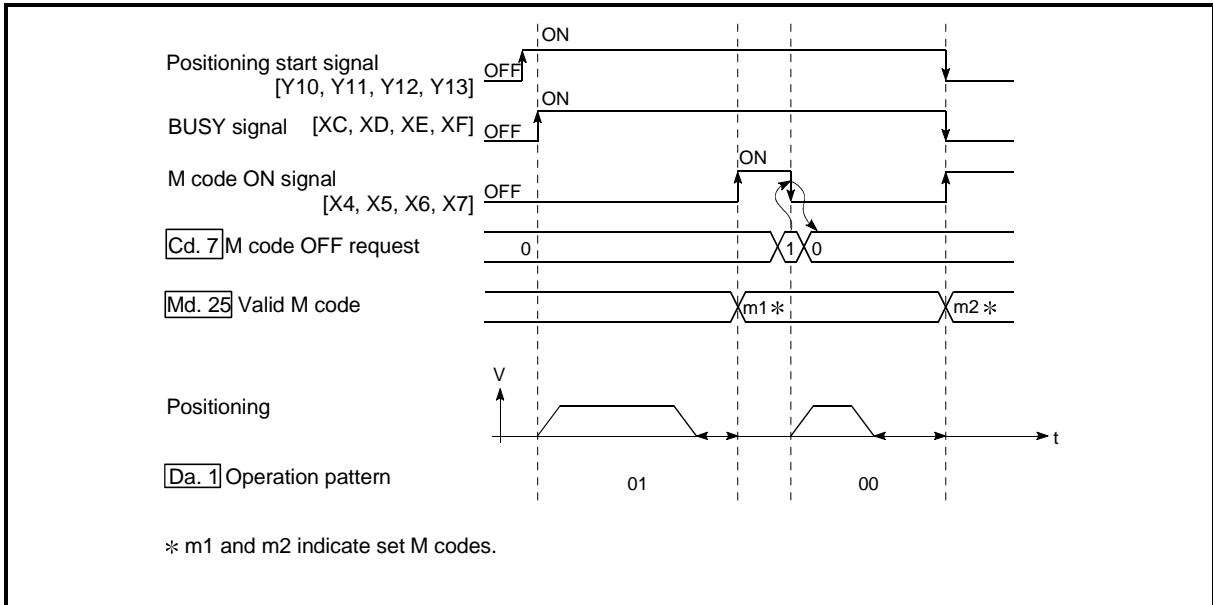 ON
Positioning start signal
OFF
[Y10, Y11, Y12, Y13]
ON
BUSY signal [XC, XD, XE, XF] OFF
ON
M code ON signal
OFF
[X4, X5, X6, X7]
Cd. 7 M code OFF request 0 1 0
Md. 25 Valid M code m1＊ m2＊
V
Positioning
t
Da. 1 Operation pattern 01 00
＊ m1 and m2 indicate set M codes.